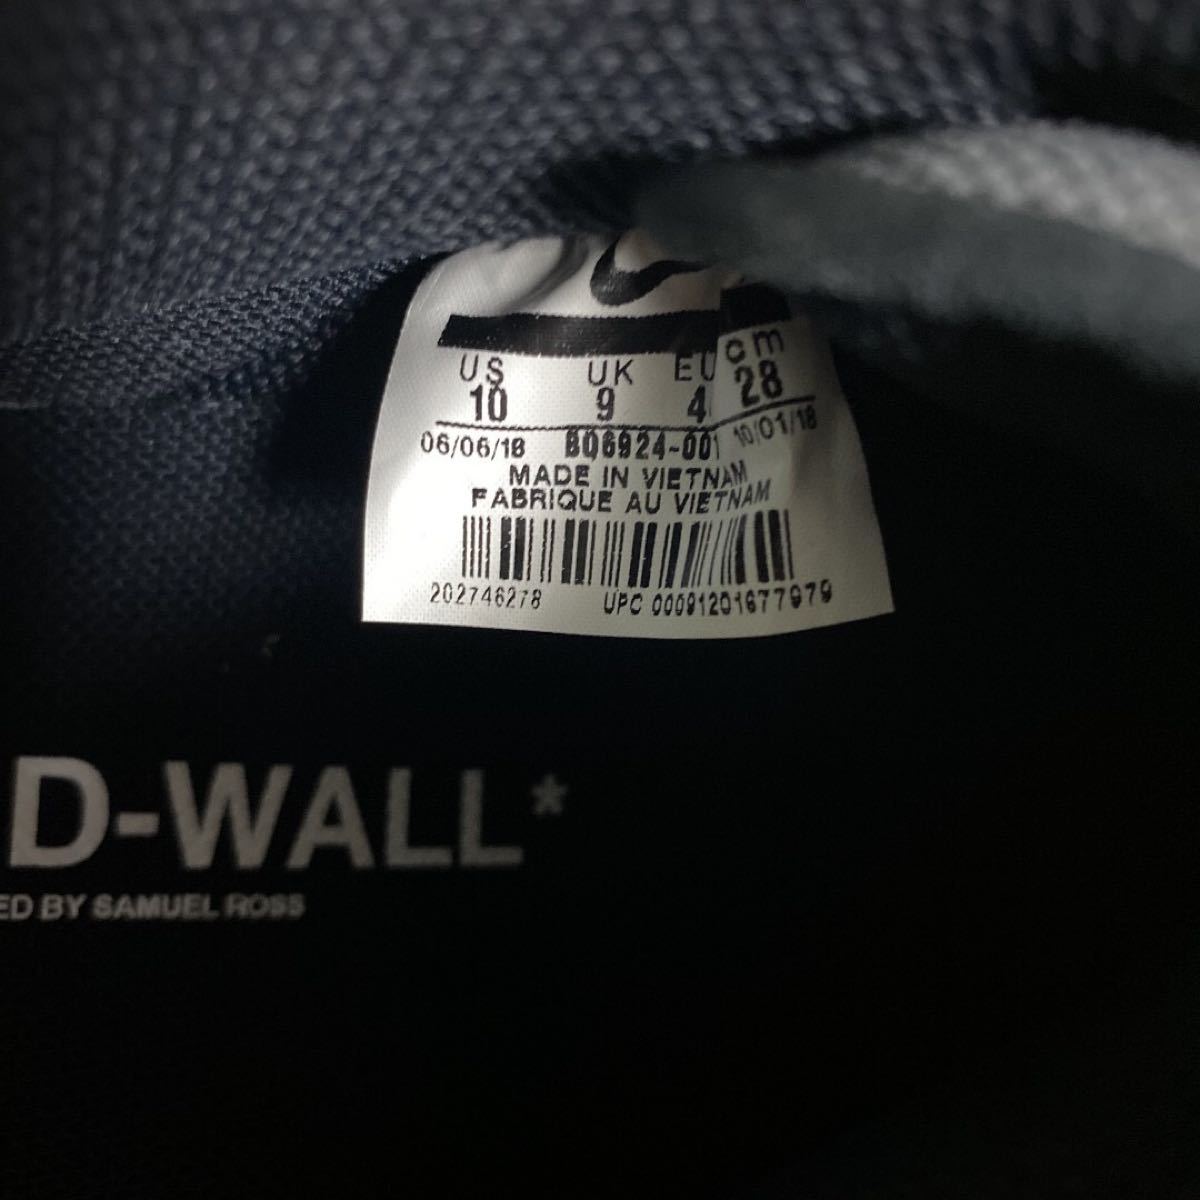 US UK EU cm
10 9 4 28
06/06/18 BQ6924-001 10/01/18
MADE IN VIETNAM
FABRIQUE AU VIETNAM
202746278 UPC 00091201677979
D-WALL*
ED BY SAMUEL ROSS